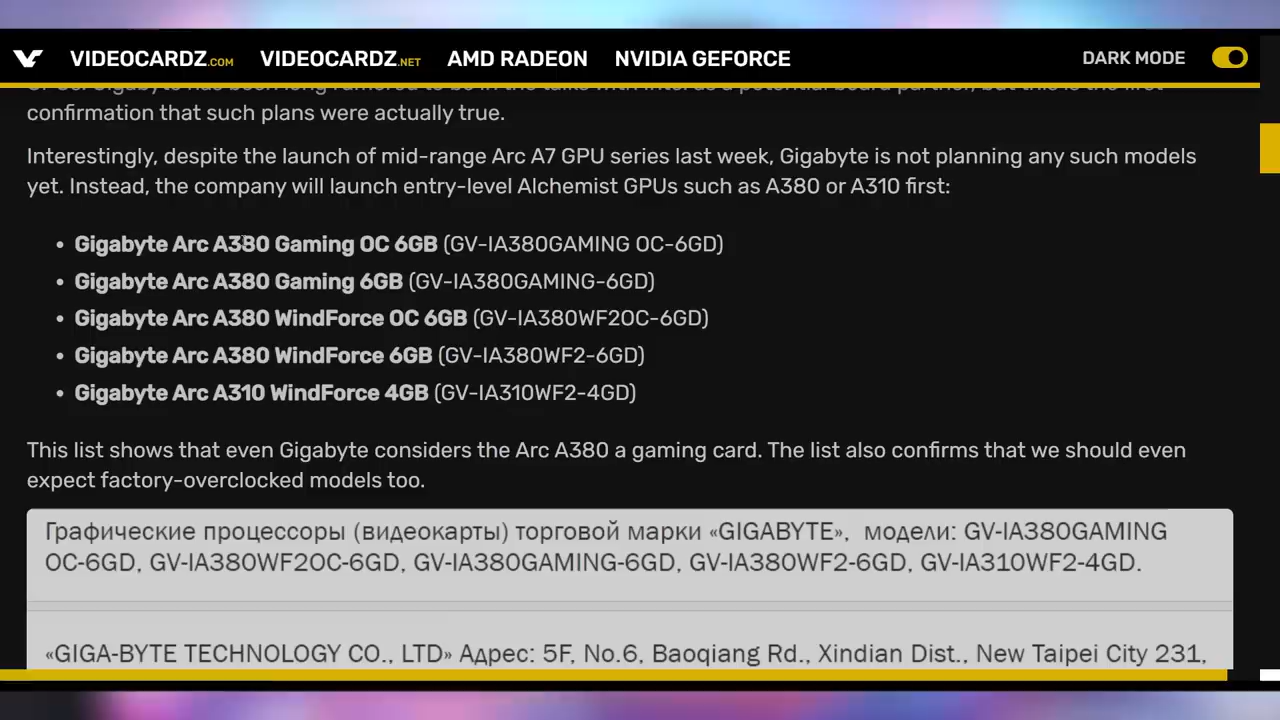 VIDEOCARDZ.COM VIDEOCARDZ.NET AMD RADEON NVIDIA GEFORCE DARK MODE
confirmation that such plans were actually true.
Interestingly, despite the launch of mid-range Arc A7 GPU series last week, Gigabyte is not planning any such models
yet. Instead, the company will launch entry-level Alchemist GPUs such as A380 or A310 first:
• Gigabyte Arc A380 Gaming OC 6GB (GV-IA380GAMING OC-6GD)
• Gigabyte Arc A380 Gaming 6GB (GV-IA380GAMING-6GD)
• Gigabyte Arc A380 WindForce OC 6GB (GV-IA380WF2OC-6GD)
• Gigabyte Arc A380 WindForce 6GB (GV-IA380WF2-6GD)
• Gigabyte Arc A310 WindForce 4GB (GV-IA310WF2-4GD)
This list shows that even Gigabyte considers the Arc A380 a gaming card. The list also confirms that we should even
expect factory-overclocked models too.
Графические процессоры (видеокарты) торговой марки «GIGABYTE», модели: GV-IA380GAMING
OC-6GD, GV-IA380WF2OC-6GD, GV-IA380GAMING-6GD, GV-IA380WF2-6GD, GV-IA310WF2-4GD.
«GIGA-BYTE TECHNOLOGY CO., LTD» Адрес: 5F, No.6, Baoqiang Rd., Xindian Dist., New Taipei City 231,